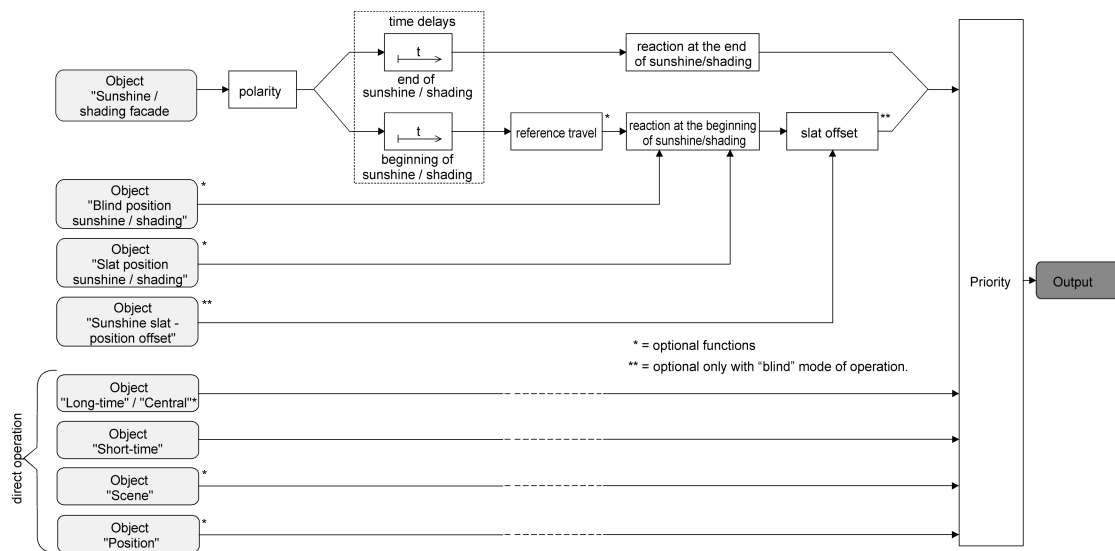 time delays
t
end of
sunshine / shading
reaction at the end
of sunshine/shading
Object
"Sunshine /
shading facade
polarity
t
beginning of
sunshine / shading
reference travel
*
reaction at the beginning
of sunshine/shading
slat offset
**
Object
"Blind position
sunshine / shading"
*
Object
"Slat position
sunshine / shading"
*
Object
"Sunshine slat -
position offset"
**
Priority
Output
* = optional functions
** = optional only with “blind” mode of operation.
direct operation
Object
"Long-time" / "Central"*
Object
"Short-time"
Object
"Scene"
*
Object
"Position"
*